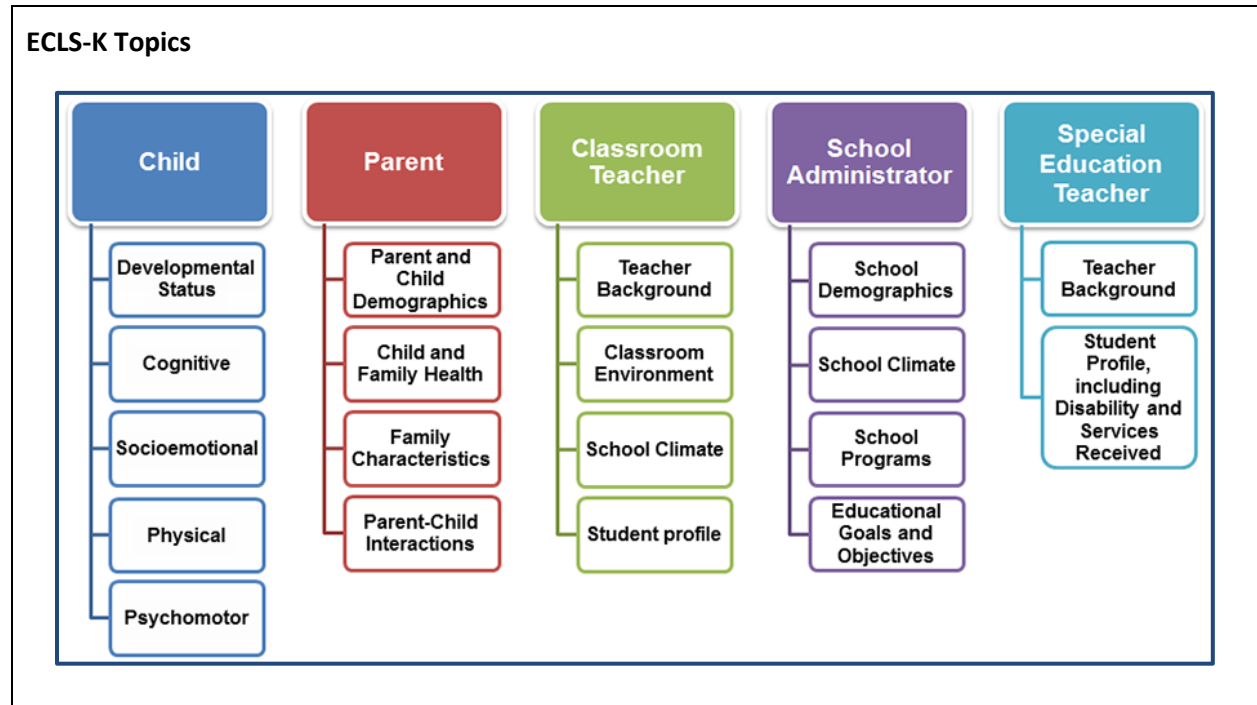 ECLS-K Topics
Child
Developmental
Status
Cognitive
Socioemotional
Physical
Psychomotor
Parent
Parent and
Child
Demographics
Child and
Family Health
Family
Characteristics
Parent-Child
Interactions
Classroom
Teacher
Teacher
Background
Classroom
Environment
School Climate
Student profile
School
Administrator
School
Demographics
School Climate
School
Programs
Educational
Goals and
Objectives
Special
Education
Teacher
Teacher
Background
Student
Profile,
including
Disability and
Services
Received